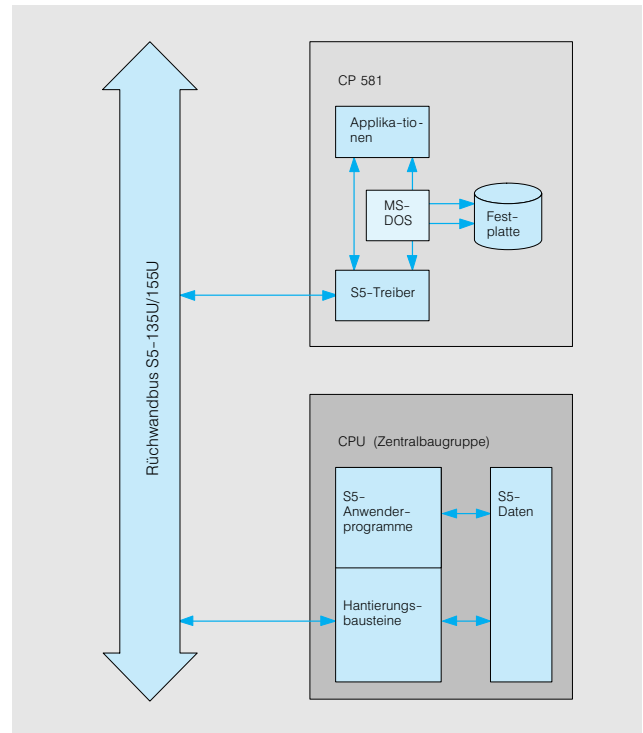 CP 581
Applika-tio-
nen
MS-
DOS
Fest-
platte
S5-Treiber
Rüchwandbus S5-135U/155U
CPU (Zentralbaugruppe)
S5-
Anwender-
programme
S5-
Daten
Hantierungs-
bausteine